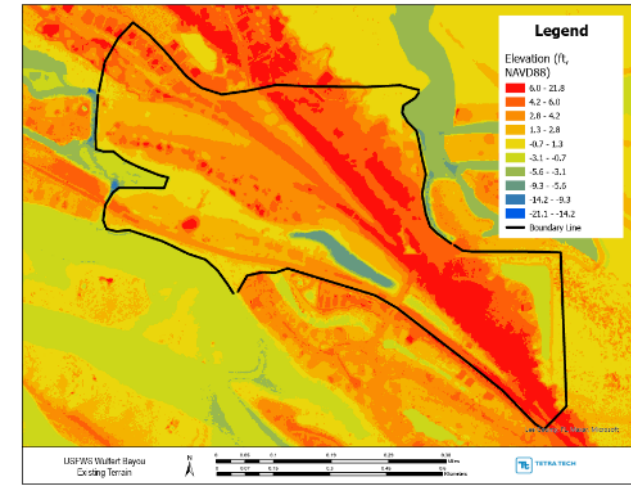 Legend
Elevation (ft,
NAVD88)
6.0 - 21.8
4.2 - 6.0
2.8 - 4.2
1.3 - 2.8
-0.7 - 1.3
-3.1 - -0.7
-5.6 - -3.1
-9.3 - -5.6
-14.2 - -9.3
-21.1 - -14.2
Boundary Line
Microsoft
USFWS Wulfert Bayou
Existing Terrain
N
Miles
Kilometers
TETRA TECH